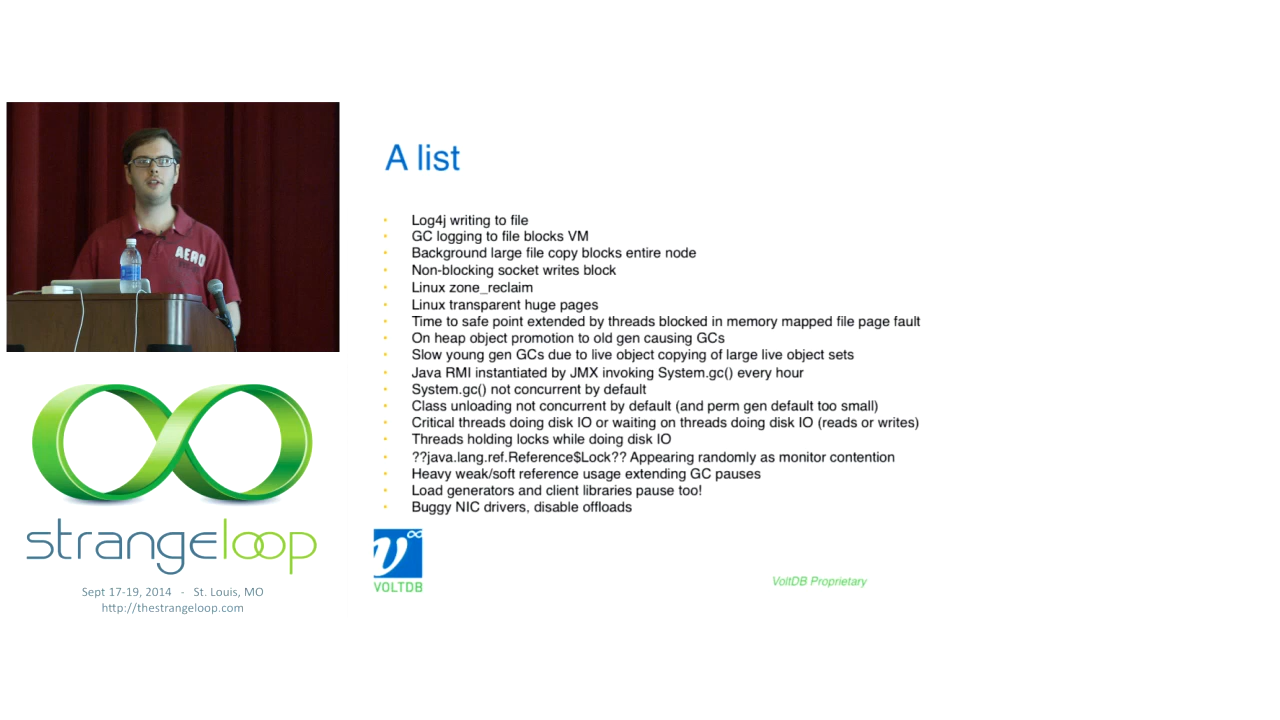 AERO
strangeloop
Sept 17-19, 2014 - St. Louis, MO
http://thestrangeloop.com
A list
• Log4j writing to file
• GC logging to file blocks VM
• Background large file copy blocks entire node
• Non-blocking socket writes block
• Linux zone_reclaim
• Linux transparent huge pages
• Time to safe point extended by threads blocked in memory mapped file page fault
• On heap object promotion to old gen causing GCs
• Slow young gen GCs due to live object copying of large live object sets
• Java RMI instantiated by JMX invoking System.gc() every hour
• System.gc() not concurrent by default
• Class unloading not concurrent by default (and perm gen default too small)
• Critical threads doing disk IO or waiting on threads doing disk IO (reads or writes)
• Threads holding locks while doing disk IO
• ??java.lang.ref.Reference$Lock?? Appearing randomly as monitor contention
• Heavy weak/soft reference usage extending GC pauses
• Load generators and client libraries pause too!
• Buggy NIC drivers, disable offloads
VOLTDB
VoltDB Proprietary